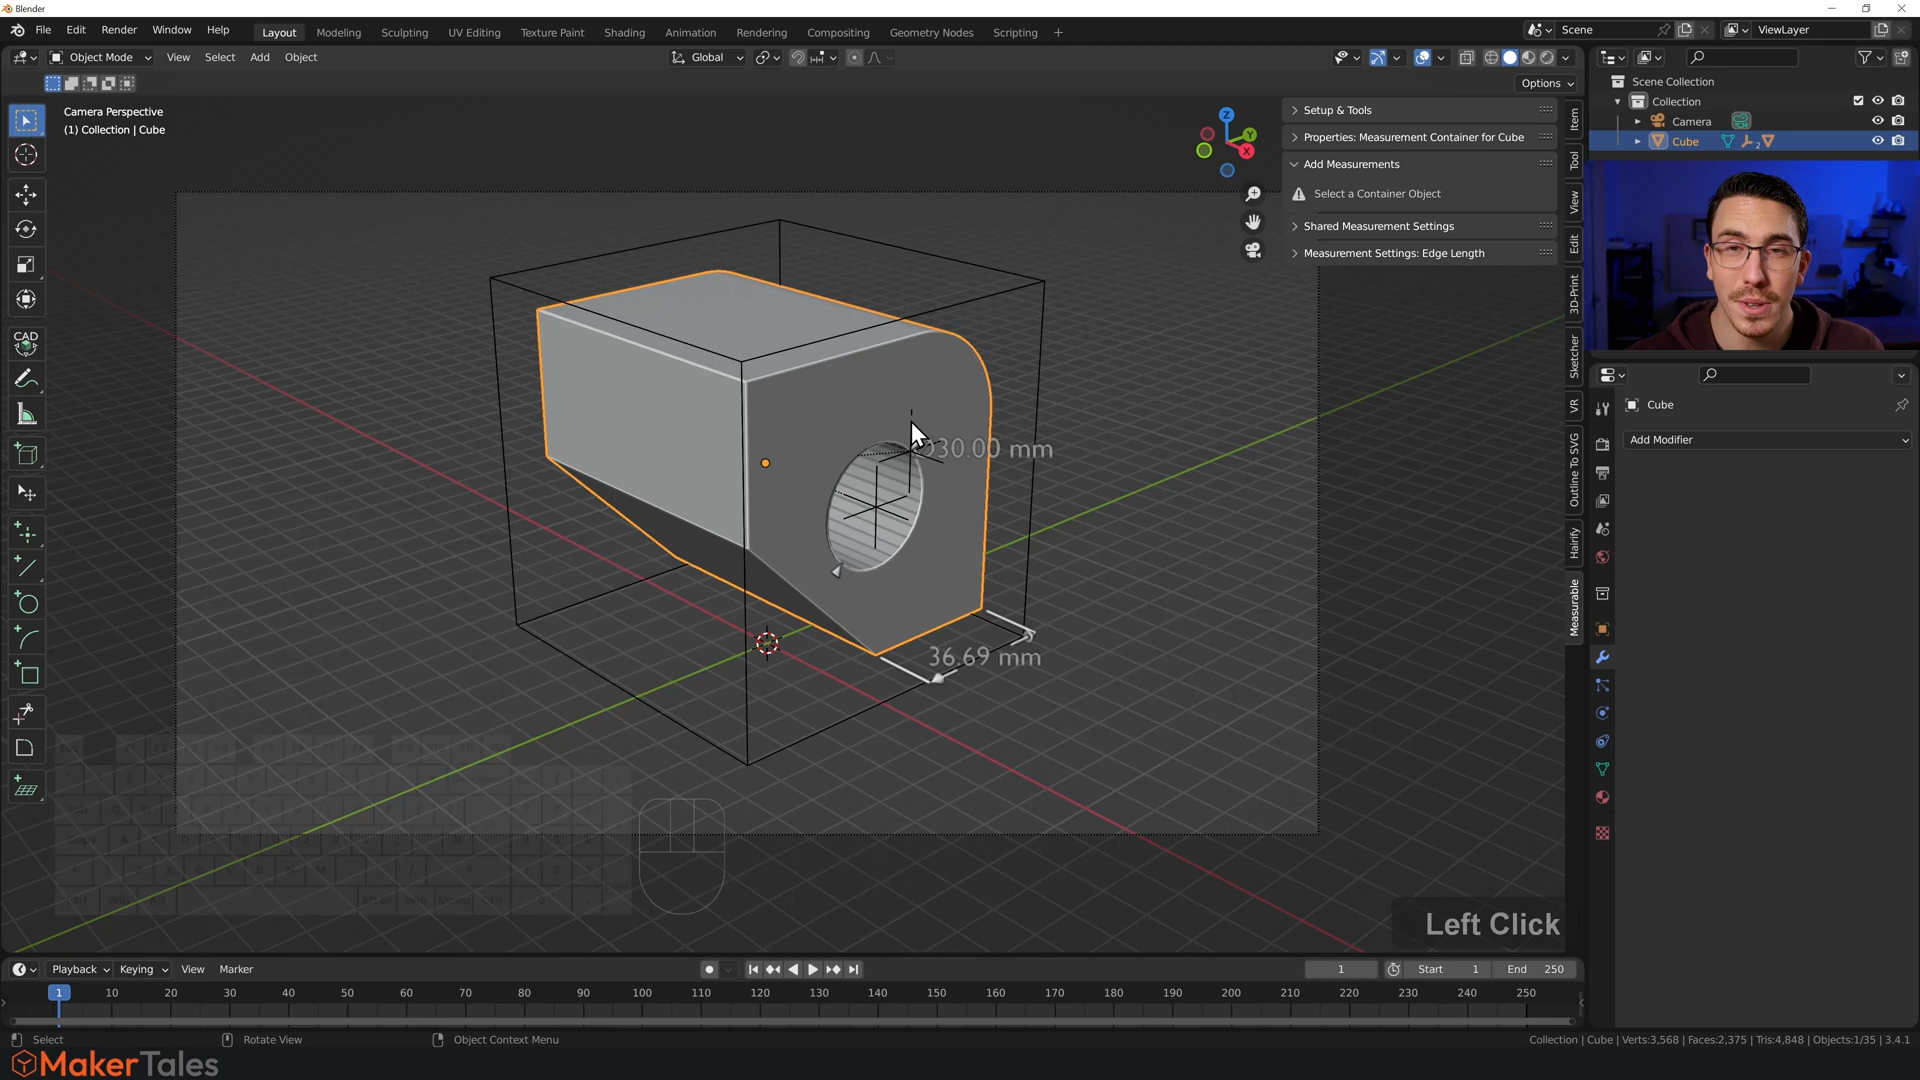 Blender
File Edit Render Window Help
Layout Modeling Sculpting UV Editing Texture Paint Shading Animation Rendering Compositing Geometry Nodes Scripting +
Scene
ViewLayer
Object Mode View Select Add Object
Global
Options
Camera Perspective
(1) Collection | Cube
CAD
Z
Y
X
Setup & Tools
Properties: Measurement Container for Cube
Add Measurements
Select a Container Object
Shared Measurement Settings
Measurement Settings: Edge Length
Item
Tool
View
Edit
3D-Print
Sketcher
VR
Outline To SVG
Hairify
Measurable
Scene Collection
Collection
Camera
Cube
2
Cube
Add Modifier
30.00 mm
36.69 mm
Left Click
Playback Keying View Marker
1
Start 1
End 250
1 10 20 30 40 50 60 70 80 90 100 110 120 130 140 150 160 170 180 190 200 210 220 230 240 250
Select
Rotate View
Object Context Menu
Collection | Cube | Verts:3,568 | Faces:2,375 | Tris:4,848 | Objects:1/35 | 3.4.1
MakerTales